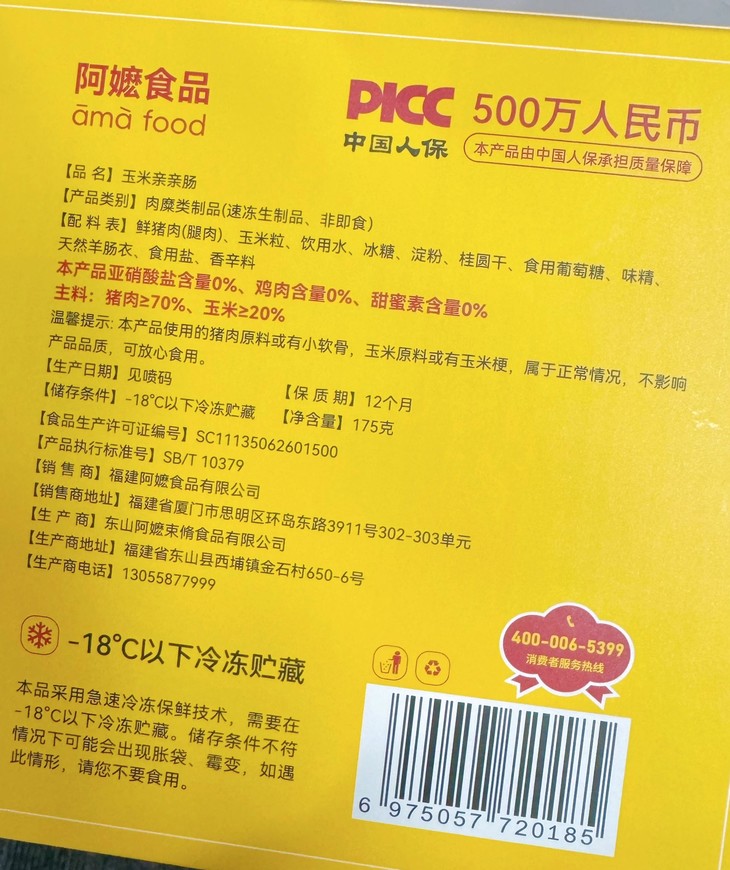 阿嬷食品
āmà food
PICC
中国人保
500万人民币
本产品由中国人保承担质量保障
【品 名】玉米亲亲肠
【产品类别】肉糜类制品(速冻生制品、非即食)
【配 料 表】鲜猪肉(腿肉)、玉米粒、饮用水、冰糖、淀粉、桂圆干、食用葡萄糖、味精、
天然羊肠衣、食用盐、香辛料
本产品亚硝酸盐含量0%、鸡肉含量0%、甜蜜素含量0%
主料：猪肉≥70%、玉米≥20%
温馨提示: 本产品使用的猪肉原料或有小软骨，玉米原料或有玉米梗，属于正常情况，不影响
产品品质，可放心食用。
【生产日期】见喷码 【保 质 期】12个月
【储存条件】-18℃以下冷冻贮藏 【净含量】175克
【食品生产许可证编号】SC11135062601500
【产品执行标准号】SB/T 10379
【销 售 商】福建阿嬷食品有限公司
【销售商地址】福建省厦门市思明区环岛东路3911号302-303单元
【生 产 商】东山阿嬷束脩食品有限公司
【生产商地址】福建省东山县西埔镇金石村650-6号
【生产商电话】13055877999
-18℃以下冷冻贮藏
本品采用急速冷冻保鲜技术，需要在
-18℃以下冷冻贮藏。储存条件不符
情况下可能会出现胀袋、霉变，如遇
此情形，请您不要食用。
400-006-5399
消费者服务热线
6 975057 720185